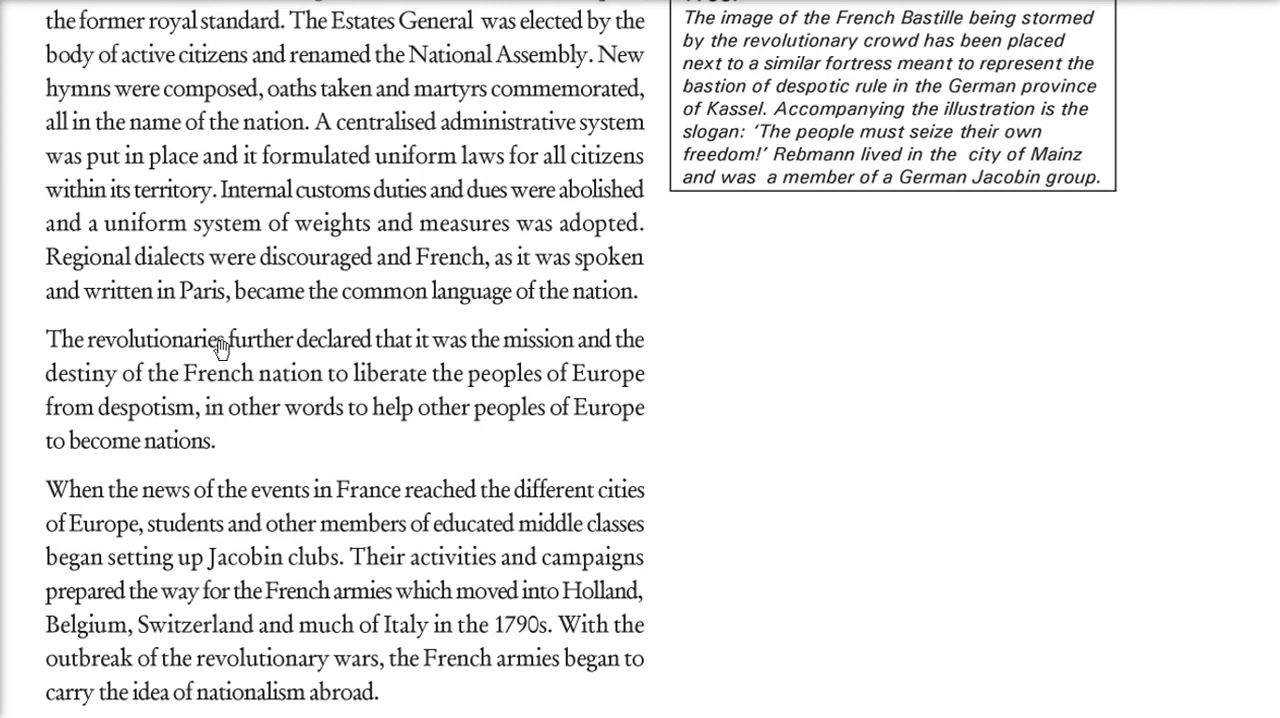 the former royal standard. The Estates General was elected by the
body of active citizens and renamed the National Assembly. New
hymns were composed, oaths taken and martyrs commemorated,
all in the name of the nation. A centralised administrative system
was put in place and it formulated uniform laws for all citizens
within its territory. Internal customs duties and dues were abolished
and a uniform system of weights and measures was adopted.
Regional dialects were discouraged and French, as it was spoken
and written in Paris, became the common language of the nation.
The revolutionaries further declared that it was the mission and the
destiny of the French nation to liberate the peoples of Europe
from despotism, in other words to help other peoples of Europe
to become nations.
When the news of the events in France reached the different cities
of Europe, students and other members of educated middle classes
began setting up Jacobin clubs. Their activities and campaigns
prepared the way for the French armies which moved into Holland,
Belgium, Switzerland and much of Italy in the 1790s. With the
outbreak of the revolutionary wars, the French armies began to
carry the idea of nationalism abroad.
The image of the French Bastille being stormed
by the revolutionary crowd has been placed
next to a similar fortress meant to represent the
bastion of despotic rule in the German province
of Kassel. Accompanying the illustration is the
slogan: ‘The people must seize their own
freedom!’ Rebmann lived in the city of Mainz
and was a member of a German Jacobin group.